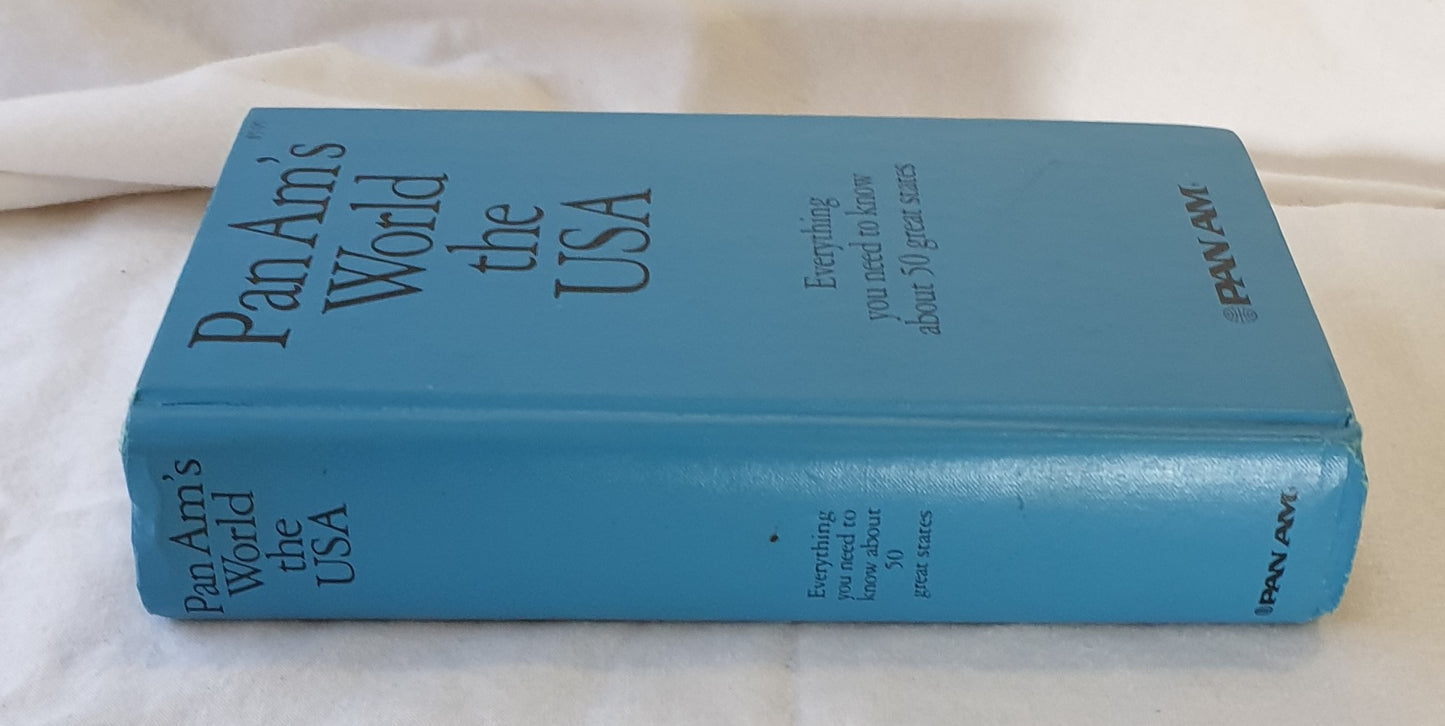 Pan Am's
World
the
USA
Everything
you need to know
about 50 great states
PAN AM
Pan Am's
World
the
USA
Everything
you need to
know about
50
great states
PAN AM